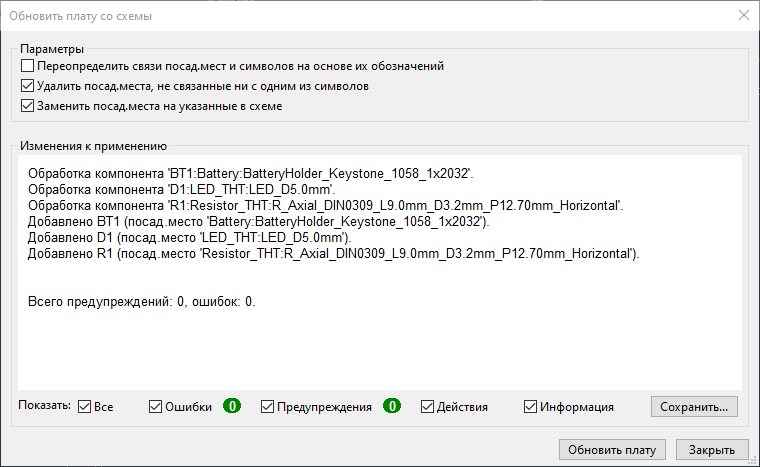 Обновить плату со схемы
Параметры
Переопределить связи посад.мест и символов на основе их обозначений
Удалить посад.места, не связанные ни с одним из символов
Заменить посад.места на указанные в схеме
Изменения к применению
Обработка компонента 'BT1:Battery:BatteryHolder_Keystone_1058_1x2032'.
Обработка компонента 'D1:LED_THT:LED_D5.0mm'.
Обработка компонента 'R1:Resistor_THT:R_Axial_DIN0309_L9.0mm_D3.2mm_P12.70mm_Horizontal'.
Добавлено BT1 (посад.место 'Battery:BatteryHolder_Keystone_1058_1x2032').
Добавлено D1 (посад.место 'LED_THT:LED_D5.0mm').
Добавлено R1 (посад.место 'Resistor_THT:R_Axial_DIN0309_L9.0mm_D3.2mm_P12.70mm_Horizontal').
Всего предупреждений: 0, ошибок: 0.
Показать: Все Ошибки 0 Предупреждения 0 Действия Информация Сохранить...
Обновить плату Закрыть